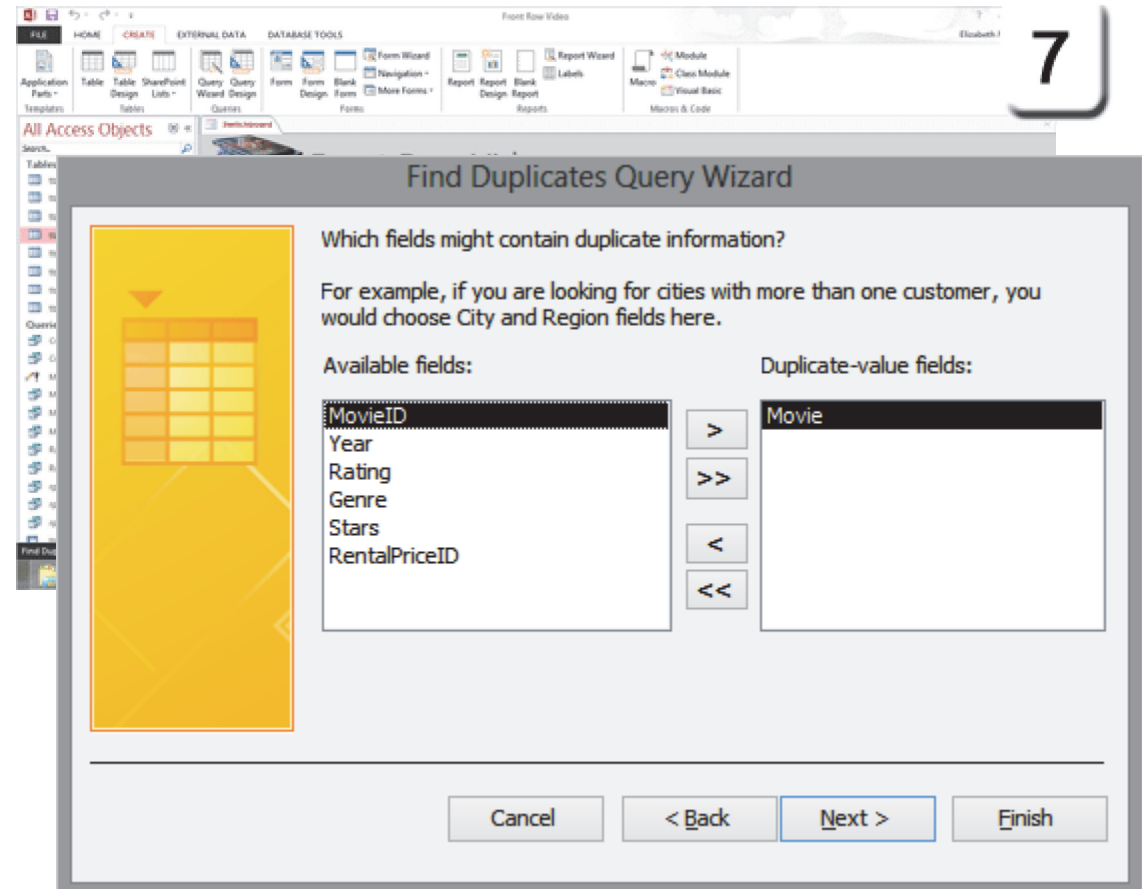 Front Row Video
?
FILE HOME CREATE EXTERNAL DATA DATABASE TOOLS
Elizabeth
7
Application Parts
Table
Table Design
SharePoint Lists
Query Wizard
Query Design
Form
Form Design
Blank Form
Form Wizard
Navigation
More Forms
Report
Report Design
Blank Report
Report Wizard
Labels
Macro
Module
Class Module
Visual Basic
Templates Tables Queries Forms Reports Macros & Code
All Access Objects
Switchboard
Search...
Tables
Find Duplicates Query Wizard
Which fields might contain duplicate information?
For example, if you are looking for cities with more than one customer, you
would choose City and Region fields here.
Available fields:
Duplicate-value fields:
MovieID
Year
Rating
Genre
Stars
RentalPriceID
>
>>
<
<<
Movie
Find Dup
Cancel
< Back
Next >
Finish